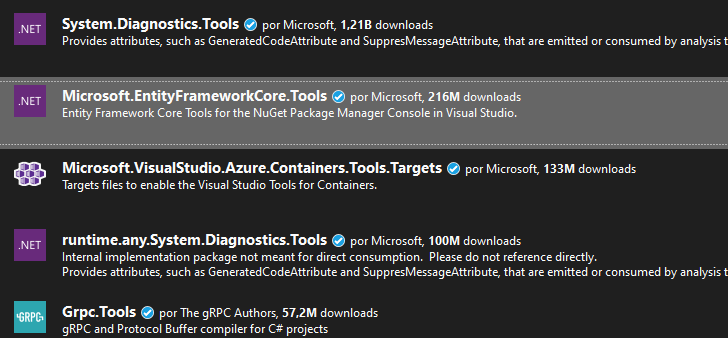 .NET
System.Diagnostics.Tools por Microsoft, 1,21B downloads
Provides attributes, such as GeneratedCodeAttribute and SuppresMessageAttribute, that are emitted or consumed by analysis t
.NET
Microsoft.EntityFrameworkCore.Tools por Microsoft, 216M downloads
Entity Framework Core Tools for the NuGet Package Manager Console in Visual Studio.
Microsoft.VisualStudio.Azure.Containers.Tools.Targets por Microsoft, 133M downloads
Targets files to enable the Visual Studio Tools for Containers.
.NET
runtime.any.System.Diagnostics.Tools por Microsoft, 100M downloads
Internal implementation package not meant for direct consumption. Please do not reference directly.
Provides attributes, such as GeneratedCodeAttribute and SuppresMessageAttribute, that are emitted or consumed by analysis t
GRPC
Grpc.Tools por The gRPC Authors, 57,2M downloads
gRPC and Protocol Buffer compiler for C# projects